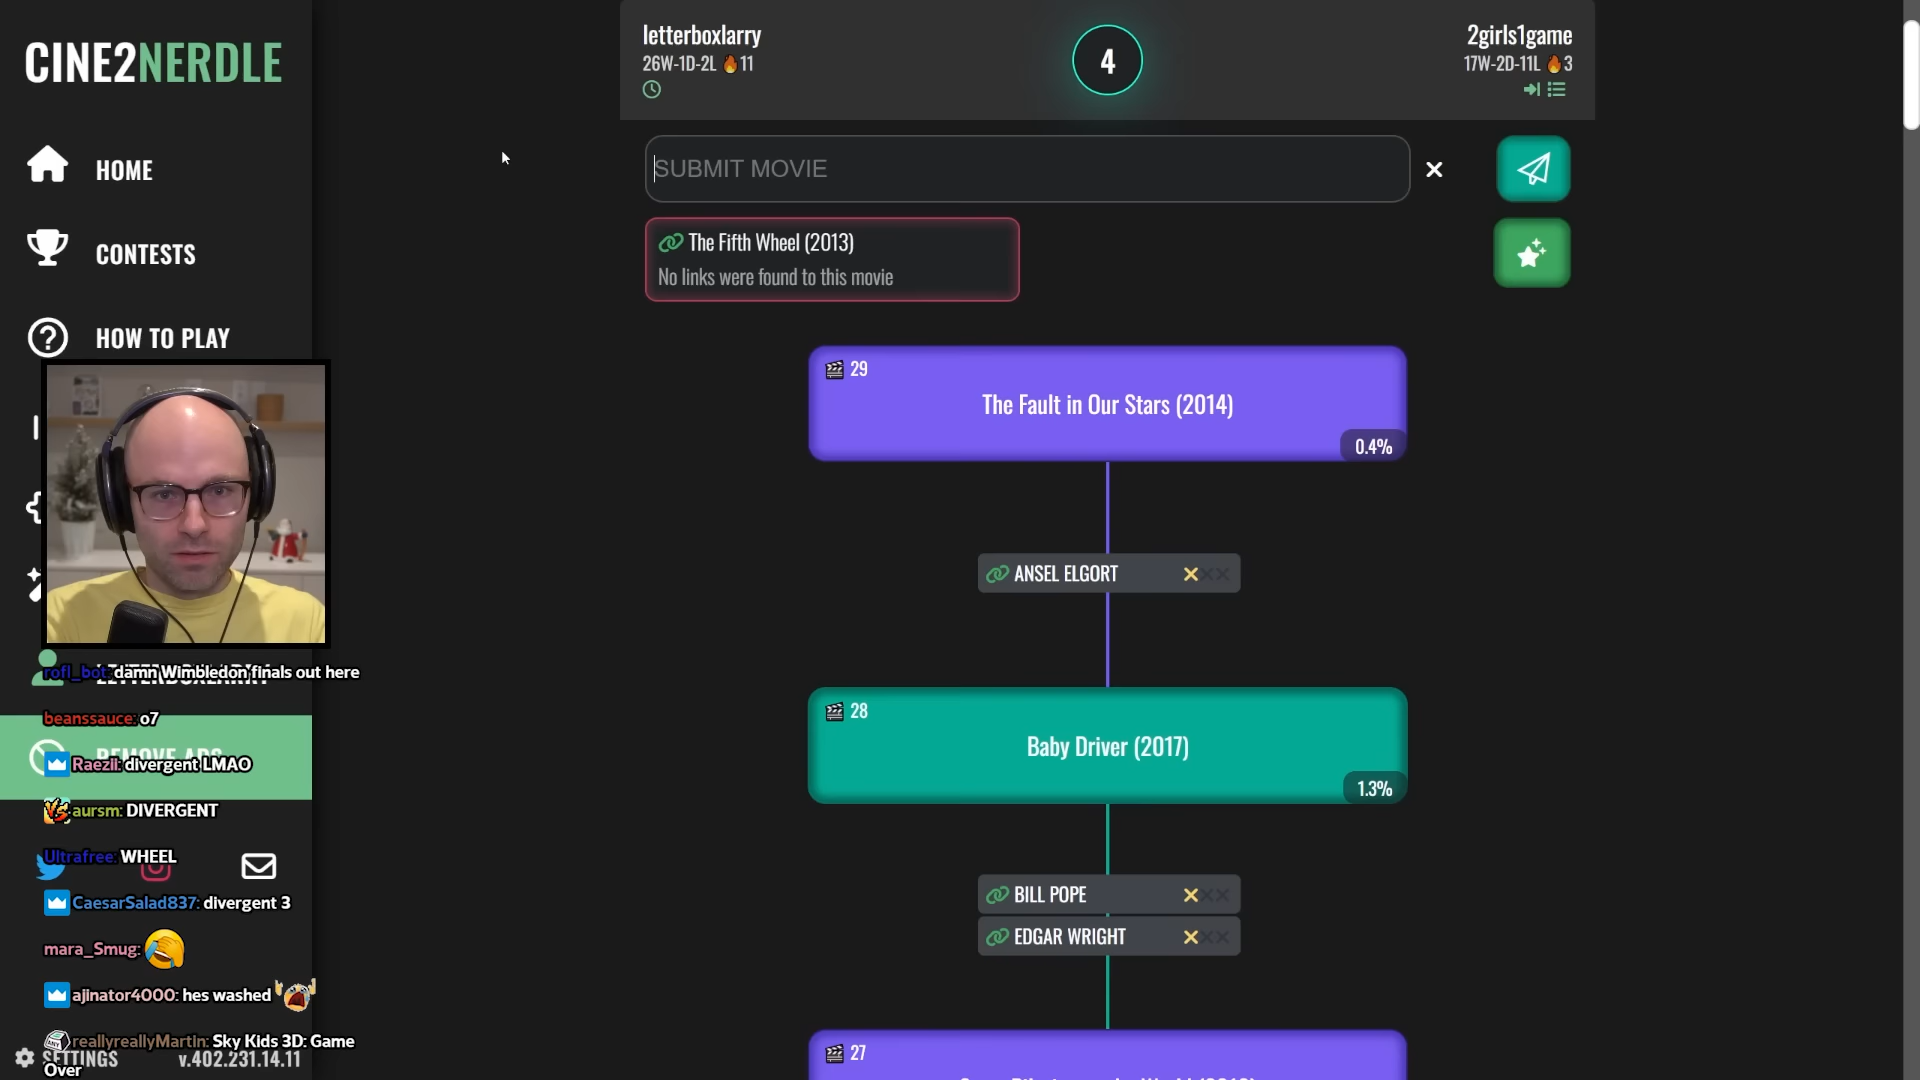 CINE2NERDLE
HOME
CONTESTS
HOW TO PLAY
REMOVE ADS
SETTINGS
v.402.231.14.11
rofl_bot: damn Wimbledon finals out here
beanssauce: o7
Raezli: divergent LMAO
aursm: DIVERGENT
Ultrafree: WHEEL
CaesarSalad837: divergent 3
mara_Smug:
ajinator4000: hes washed
reallyreallyMartin: Sky Kids 3D: Game
Over
letterboxlarry
26W-1D-2L 11
4
2girls1game
17W-2D-11L 3
SUBMIT MOVIE
The Fifth Wheel (2013)
No links were found to this movie
29
The Fault in Our Stars (2014)
0.4%
ANSEL ELGORT
28
Baby Driver (2017)
1.3%
BILL POPE
EDGAR WRIGHT
27